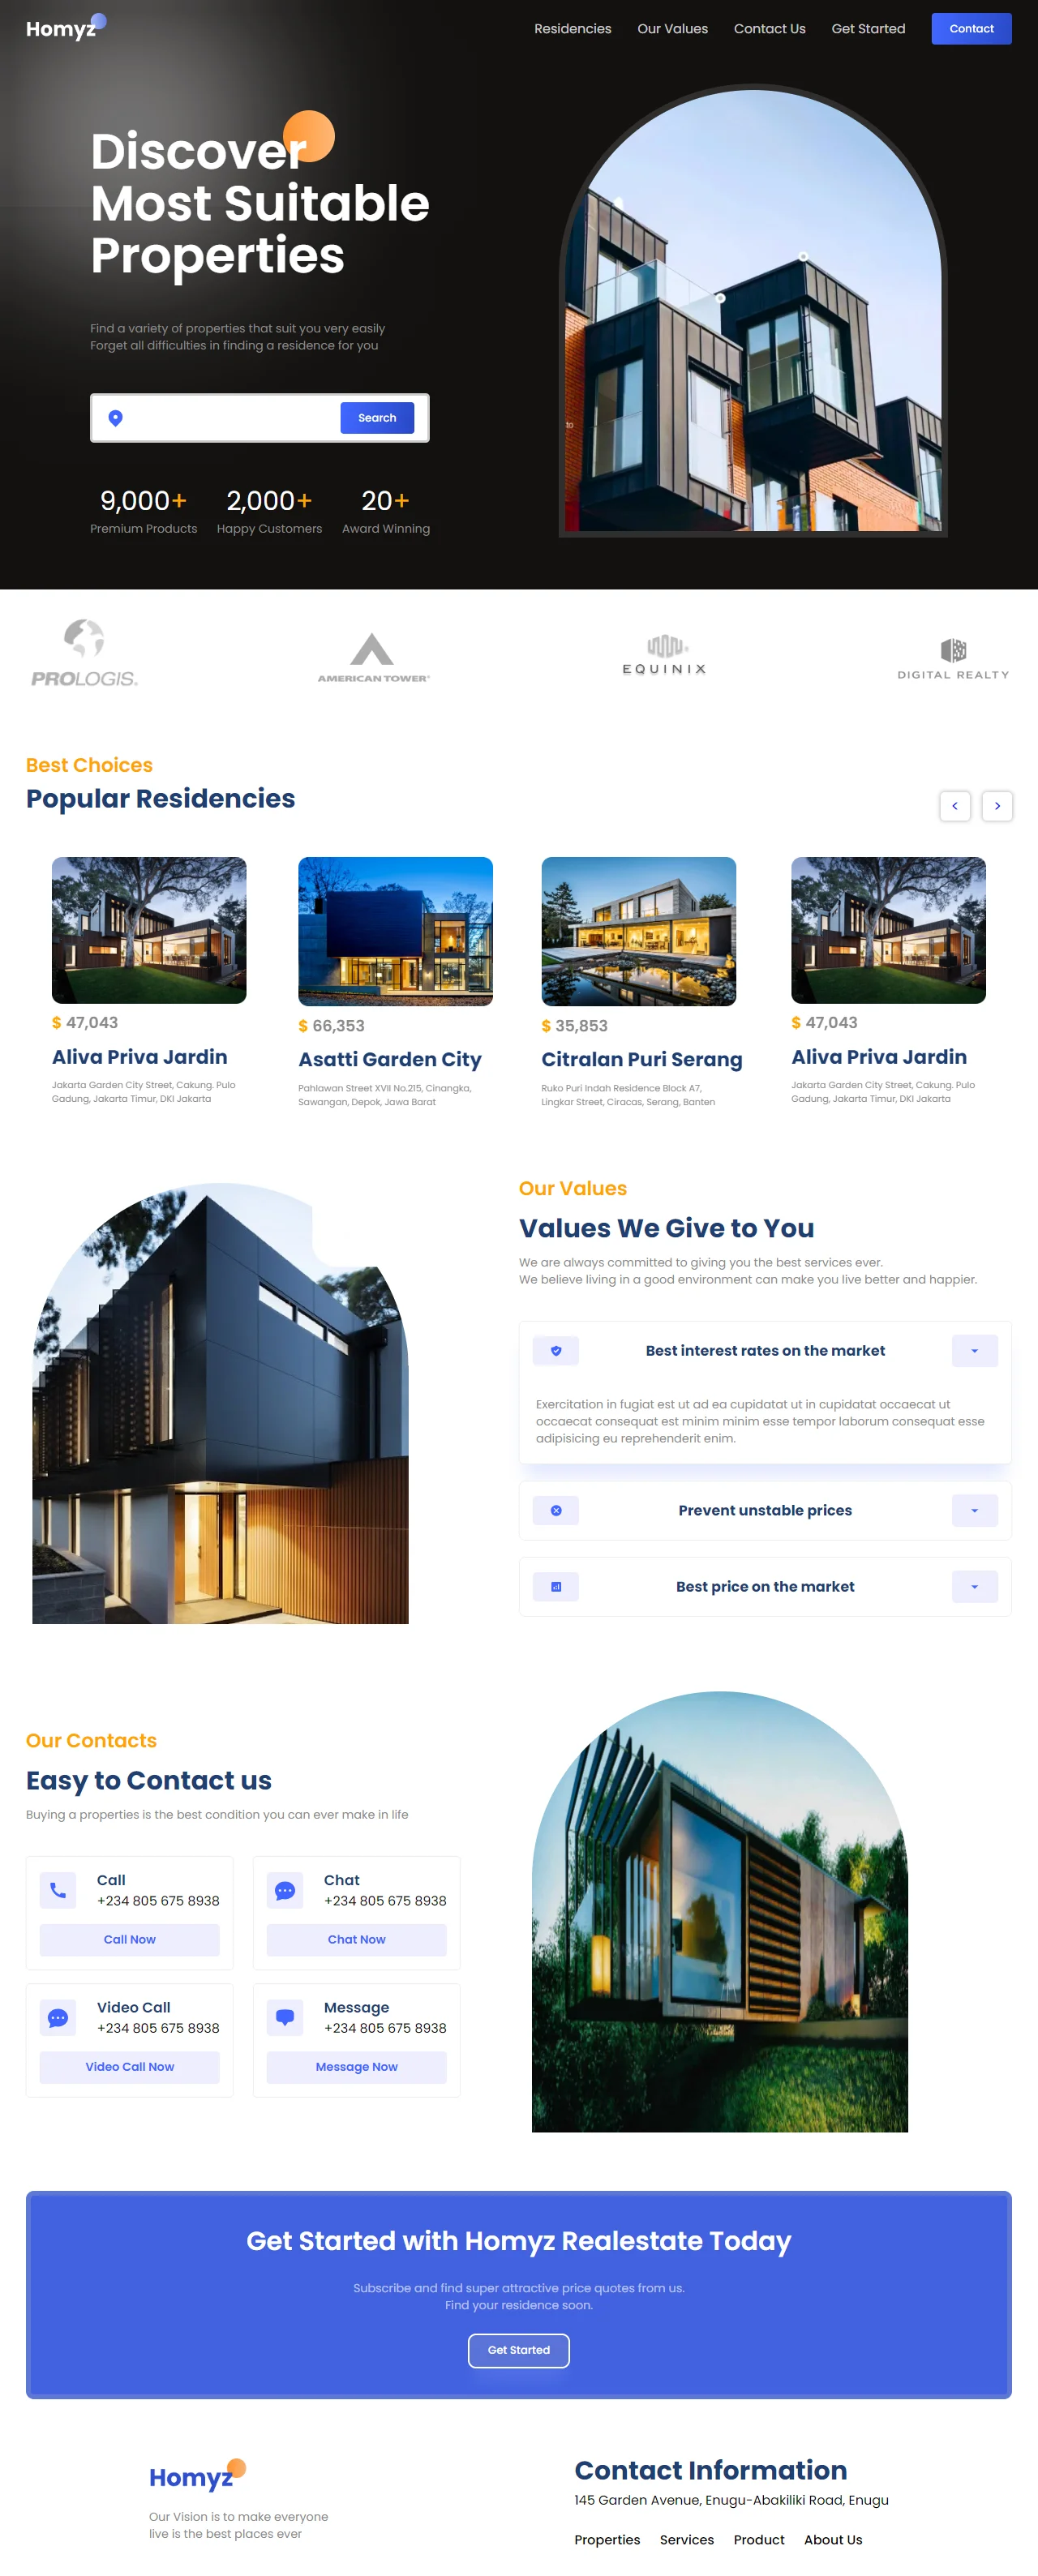 Homyz
Residencies
Our Values
Contact Us
Get Started
Contact
Discover
Most Suitable
Properties
Find a variety of properties that suit you very easily
Forget all difficulties in finding a residence for you
Search
9,000+
2,000+
20+
Premium Products
Happy Customers
Award Winning
to
PROLOGIS.
AMERICAN TOWER®
EQUINIX
DIGITAL REALTY
Best Choices
Popular Residencies
<
>
$ 47,043
Aliva Priva Jardin
Jakarta Garden City Street, Cakung. Pulo
Gadung, Jakarta Timur, DKI Jakarta
$ 66,353
Asatti Garden City
Pahlawan Street XVII No.215, Cinangka,
Sawangan, Depok, Jawa Barat
$ 35,853
Citralan Puri Serang
Ruko Puri Indah Residence Block A7,
Lingkar Street, Ciracas, Serang, Banten
$ 47,043
Aliva Priva Jardin
Jakarta Garden City Street, Cakung. Pulo
Gadung, Jakarta Timur, DKI Jakarta
Our Values
Values We Give to You
We are always committed to giving you the best services ever.
We believe living in a good environment can make you live better and happier.
Best interest rates on the market
Exercitation in fugiat est ut ad ea cupidatat ut in cupidatat occaecat ut
occaecat consequat est minim minim esse tempor laborum consequat esse
adipisicing eu reprehenderit enim.
Prevent unstable prices
Best price on the market
Our Contacts
Easy to Contact us
Buying a properties is the best condition you can ever make in life
Call
+234 805 675 8938
Call Now
Chat
+234 805 675 8938
Chat Now
Video Call
+234 805 675 8938
Video Call Now
Message
+234 805 675 8938
Message Now
Get Started with Homyz Realestate Today
Subscribe and find super attractive price quotes from us.
Find your residence soon.
Get Started
Homyz
Our Vision is to make everyone
live is the best places ever
Contact Information
145 Garden Avenue, Enugu-Abakiliki Road, Enugu
Properties
Services
Product
About Us